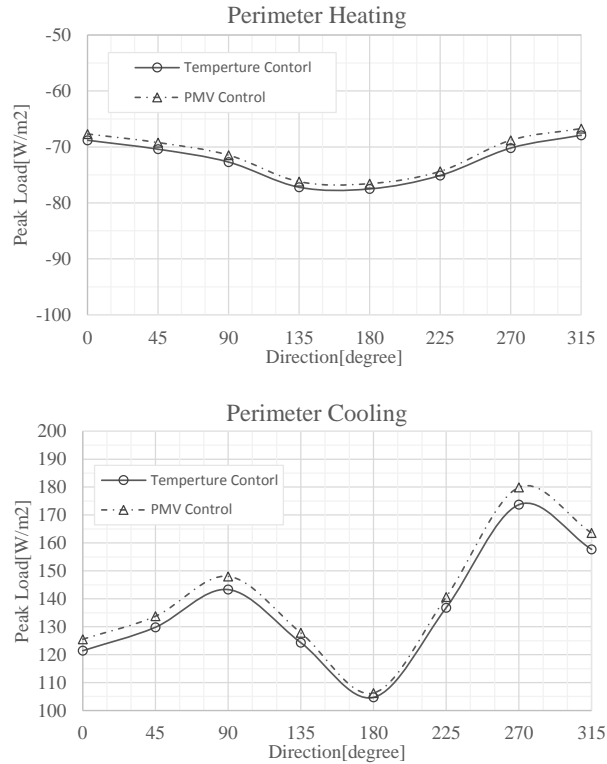 Perimeter Heating
-50
-60
-70
-80
-90
-100
Peak Load[W/m2]
Temperture Contorl
PMV Control
0 45 90 135 180 225 270 315
Direction[degree]
Perimeter Cooling
200
190
180
170
160
150
140
130
120
110
100
Peak Load[W/m2]
Temperture Contorl
PMV Control
0 45 90 135 180 225 270 315
Direction[degree]